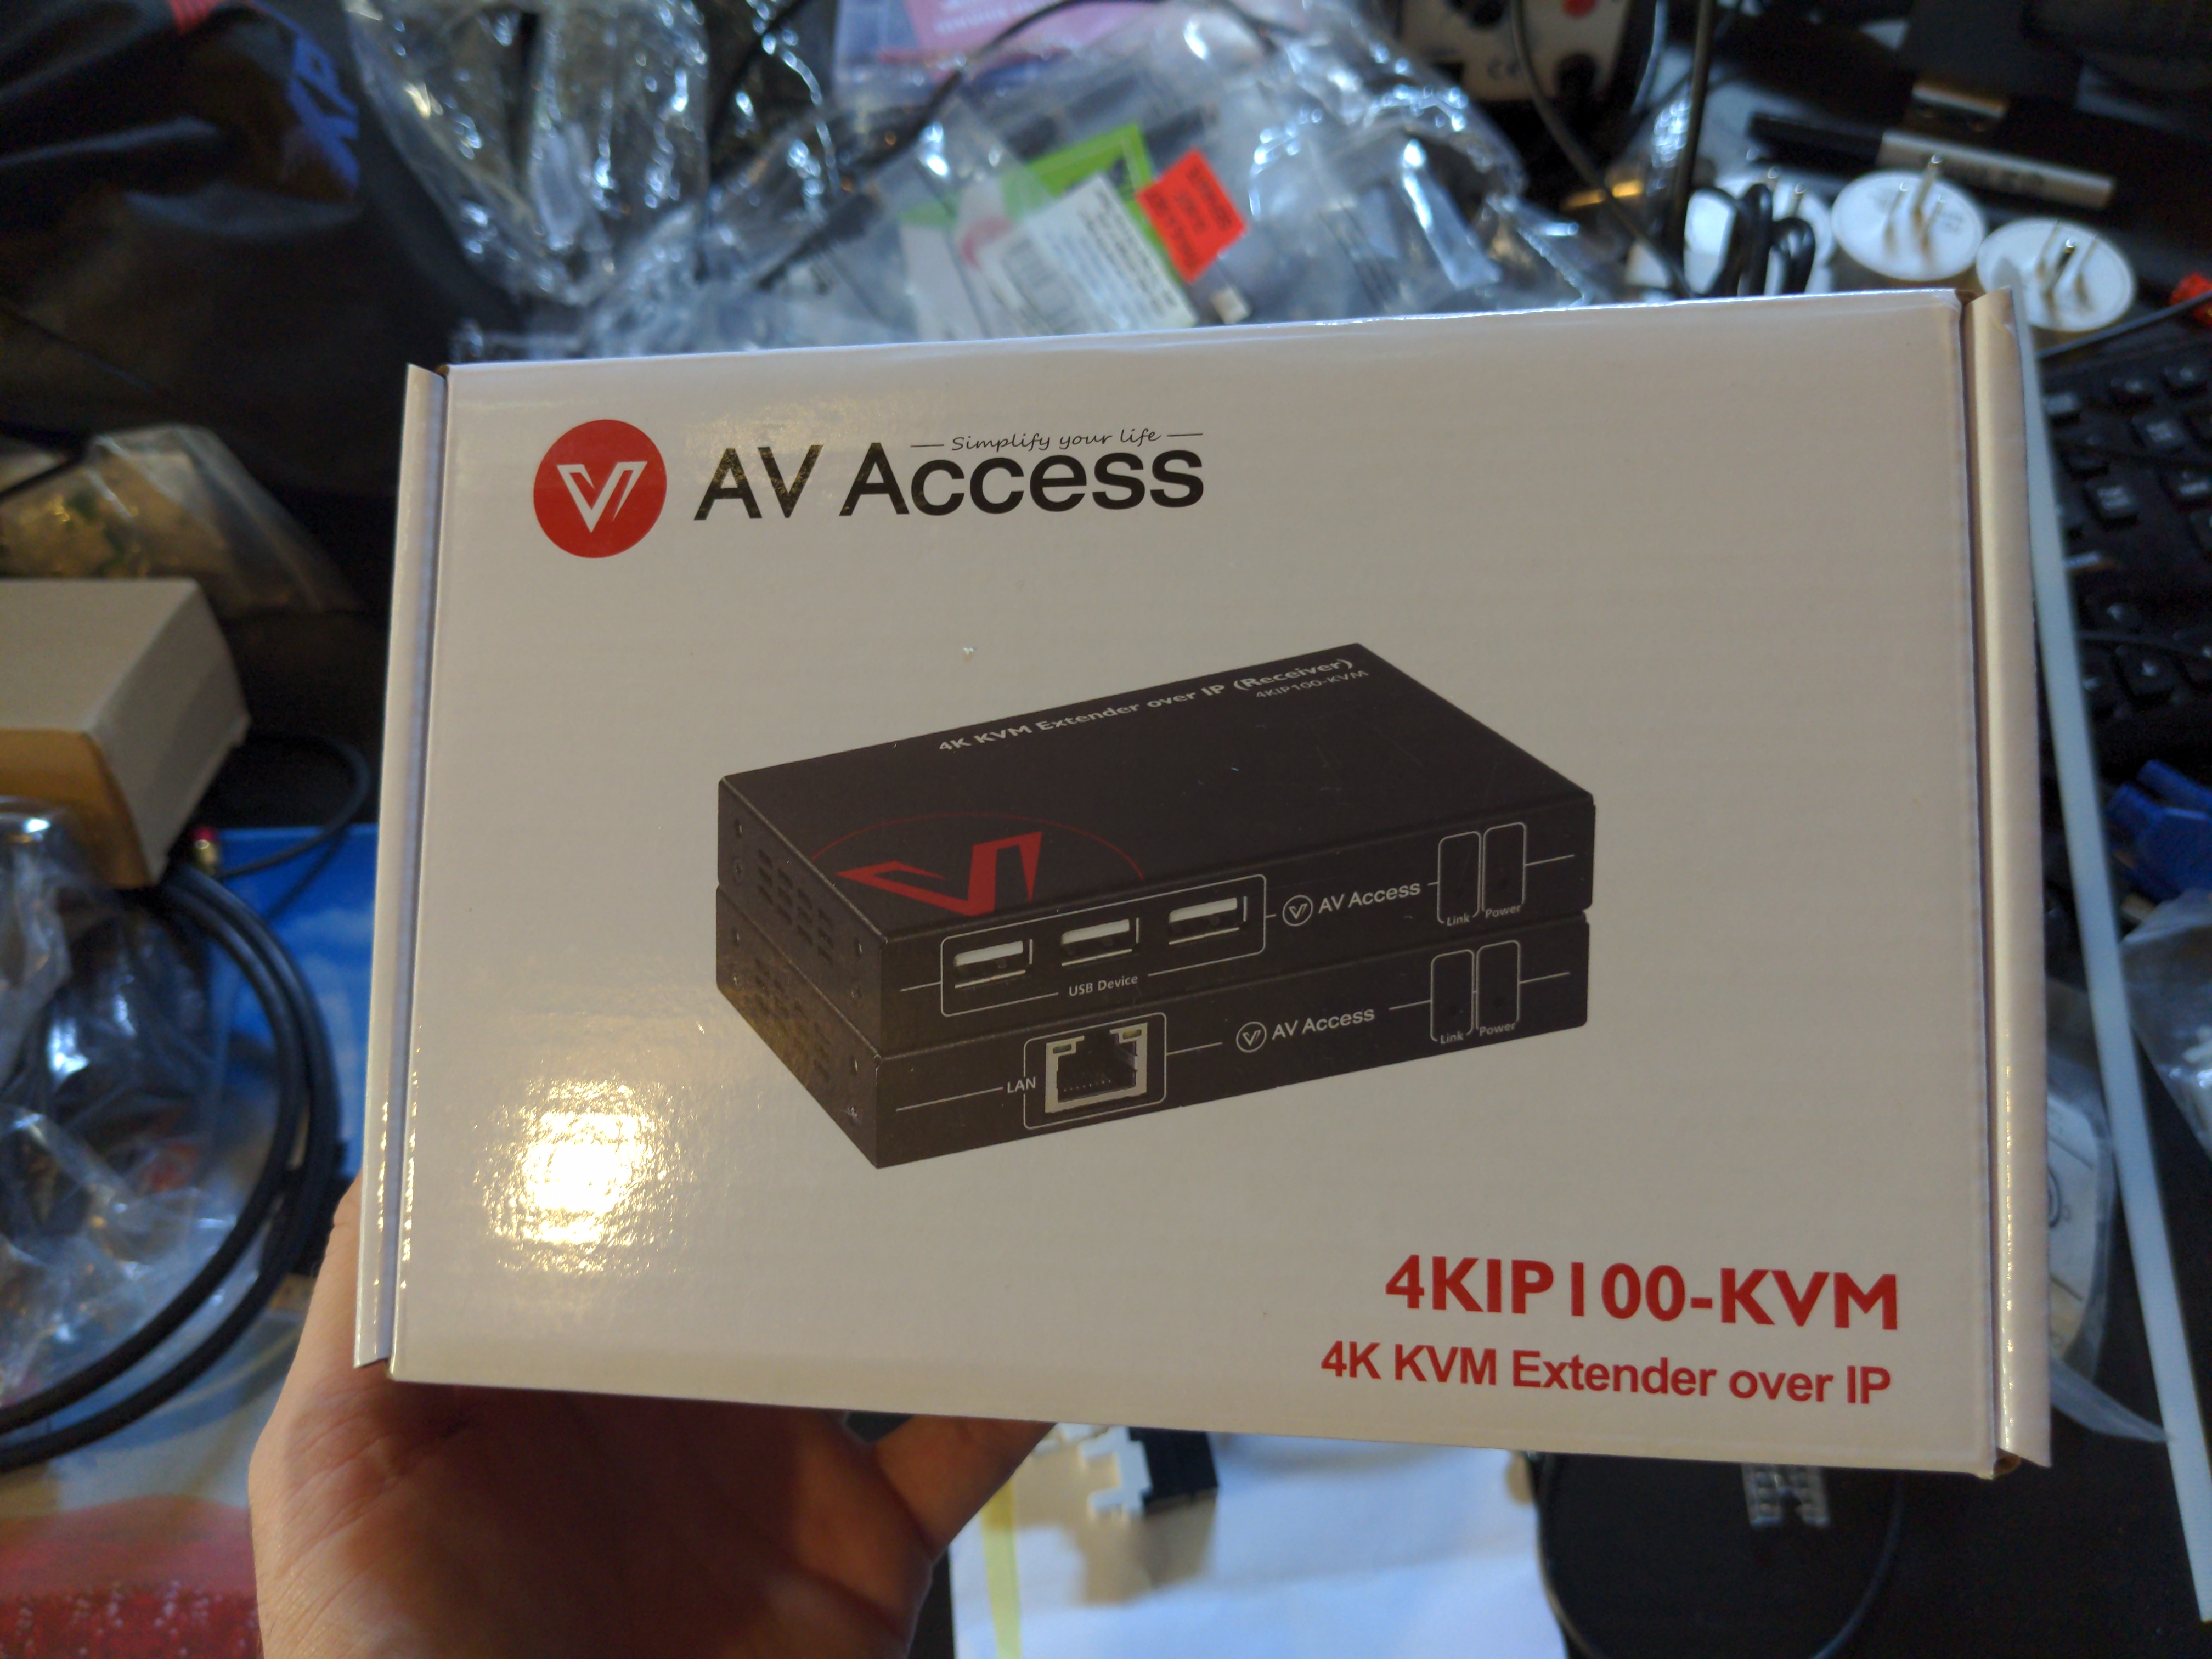 Simplify your life
AV Access
4K KVM Extender over IP (Receiver)
4KIP100-KVM
AV Access
Link
Power
USB Device
AV Access
Link
Power
LAN
4KIP100-KVM
4K KVM Extender over IP